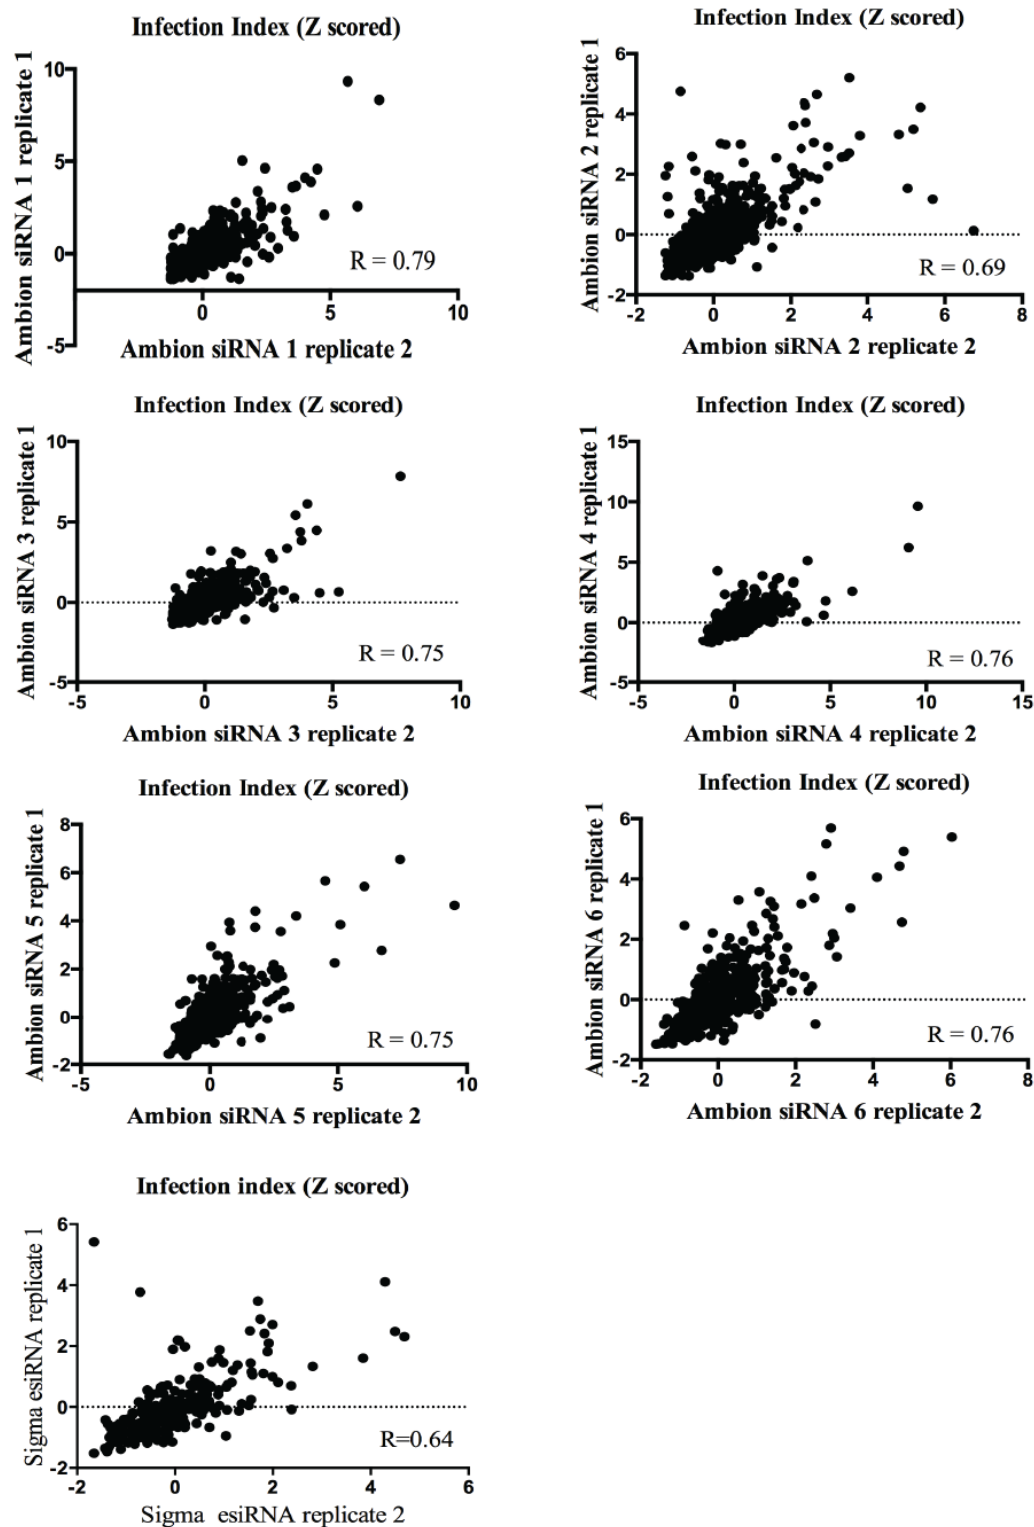 Infection Index (Z scored)
Ambion siRNA 1 replicate 1
10
5
0
-5
0
5
10
R = 0.79
Ambion siRNA 1 replicate 2
Infection Index (Z scored)
Ambion siRNA 2 replicate 1
6
4
2
0
-2
-2
0
2
4
6
8
R = 0.69
Ambion siRNA 2 replicate 2
Infection Index (Z scored)
Ambion siRNA 3 replicate 1
10
5
0
-5
-5
0
5
10
R = 0.75
Ambion siRNA 3 replicate 2
Infection Index (Z scored)
Ambion siRNA 4 replicate 1
15
10
5
0
-5
-5
0
5
10
15
R = 0.76
Ambion siRNA 4 replicate 2
Infection Index (Z scored)
Ambion siRNA 5 replicate 1
8
6
4
2
0
-2
-5
0
5
10
R = 0.75
Ambion siRNA 5 replicate 2
Infection Index (Z scored)
Ambion siRNA 6 replicate 1
6
4
2
0
-2
-2
0
2
4
6
8
R = 0.76
Ambion siRNA 6 replicate 2
Infection index (Z scored)
Sigma esiRNA replicate 1
6
4
2
0
-2
-2
0
2
4
6
R=0.64
Sigma esiRNA replicate 2